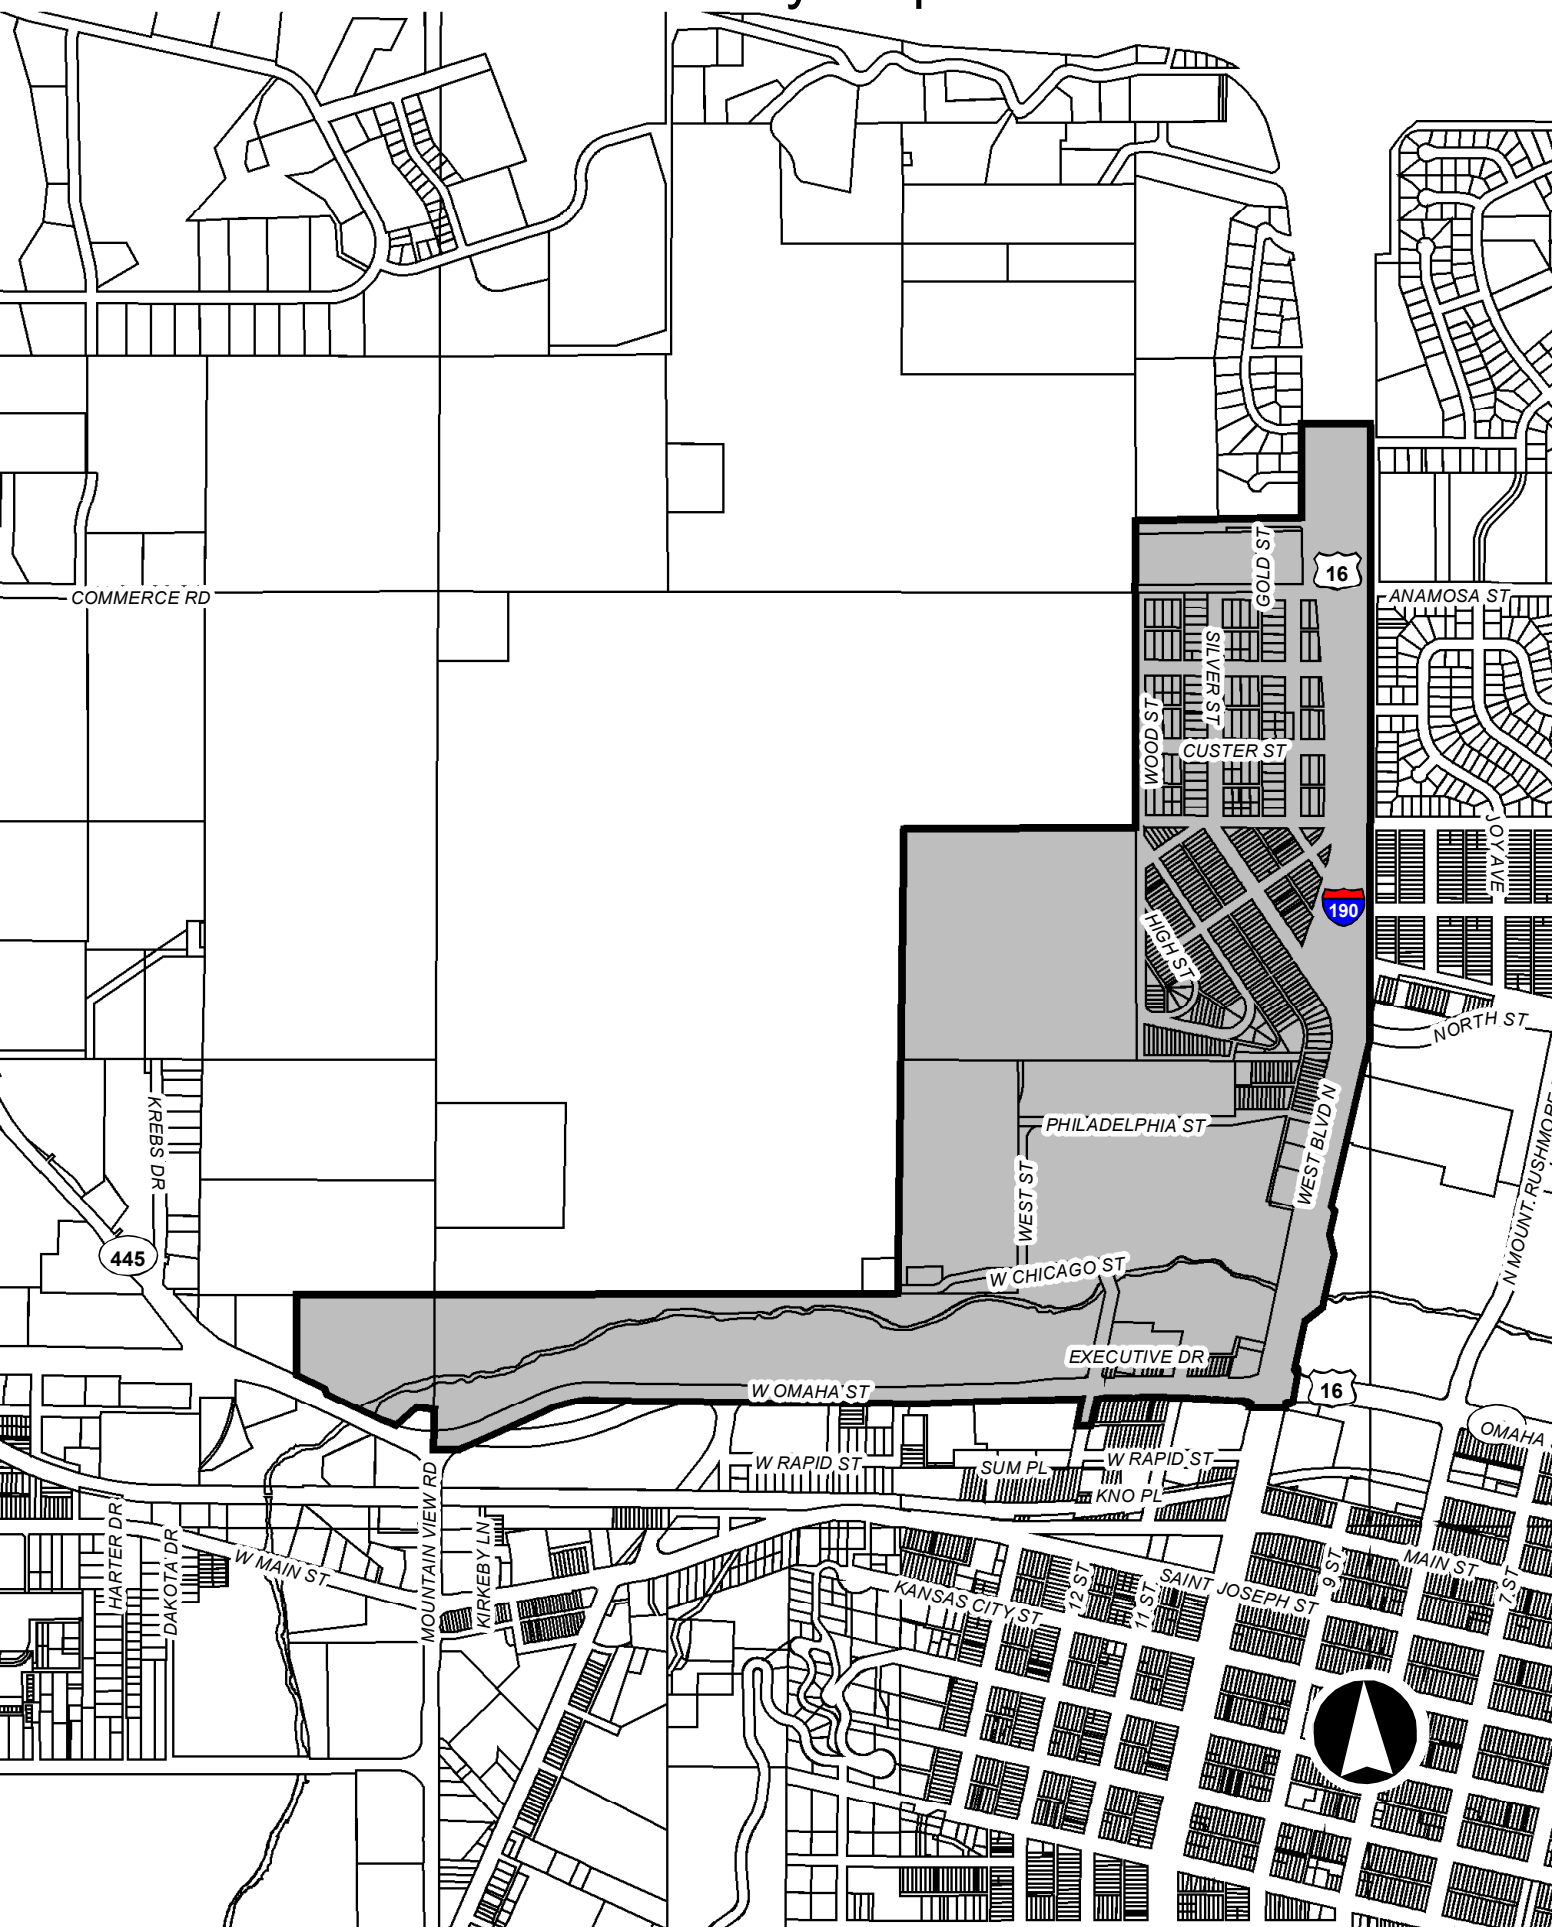 GOLD ST
16
COMMERCE RD
ANAMOSA ST
SILVER ST
WOOD ST
CUSTER ST
JOY AVE
190
HIGH ST
NORTH ST
KREBS DR
WEST BLVD N
PHILADELPHIA ST
WEST ST
445
W CHICAGO ST
EXECUTIVE DR
W OMAHA ST
16
W RAPID ST
SUM PL
W RAPID ST
KNO PL
MOUNTAIN VIEW RD
HARTER DR
DAKOTA DR
W MAIN ST
KIRKEBY LN
KANSAS CITY ST
12 ST
11 ST
SAINT JOSEPH ST
9 ST
MAIN ST
7 ST
OMAHA
N MOUNT RUSHMORE